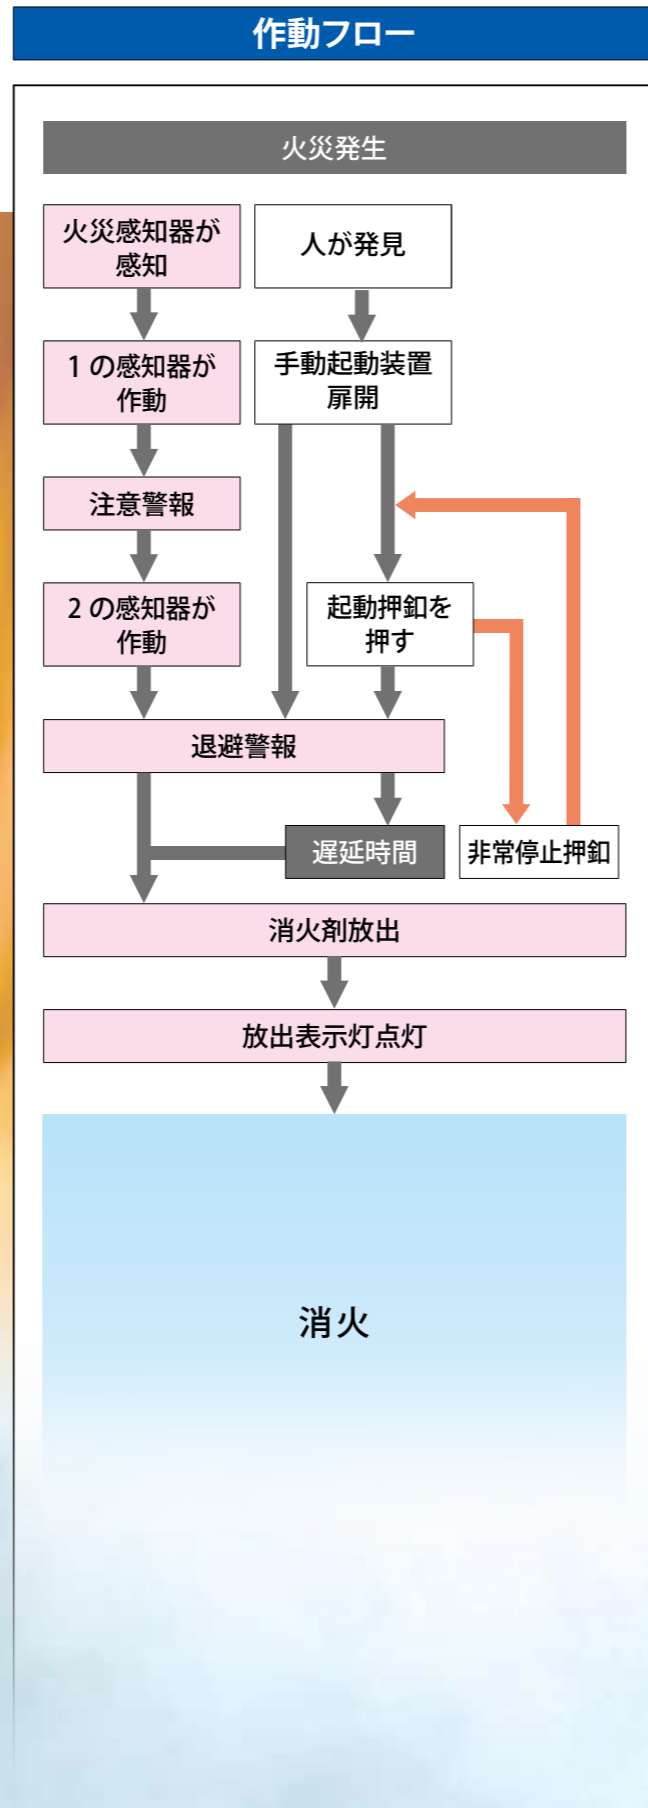 作動フロー
火災発生
火災感知器が
感知
人が発見
1 の感知器が
作動
手動起動装置
扉開
注意警報
2 の感知器が
作動
起動押釦を
押す
退避警報
遅延時間
非常停止押釦
消火剤放出
放出表示灯点灯
消火